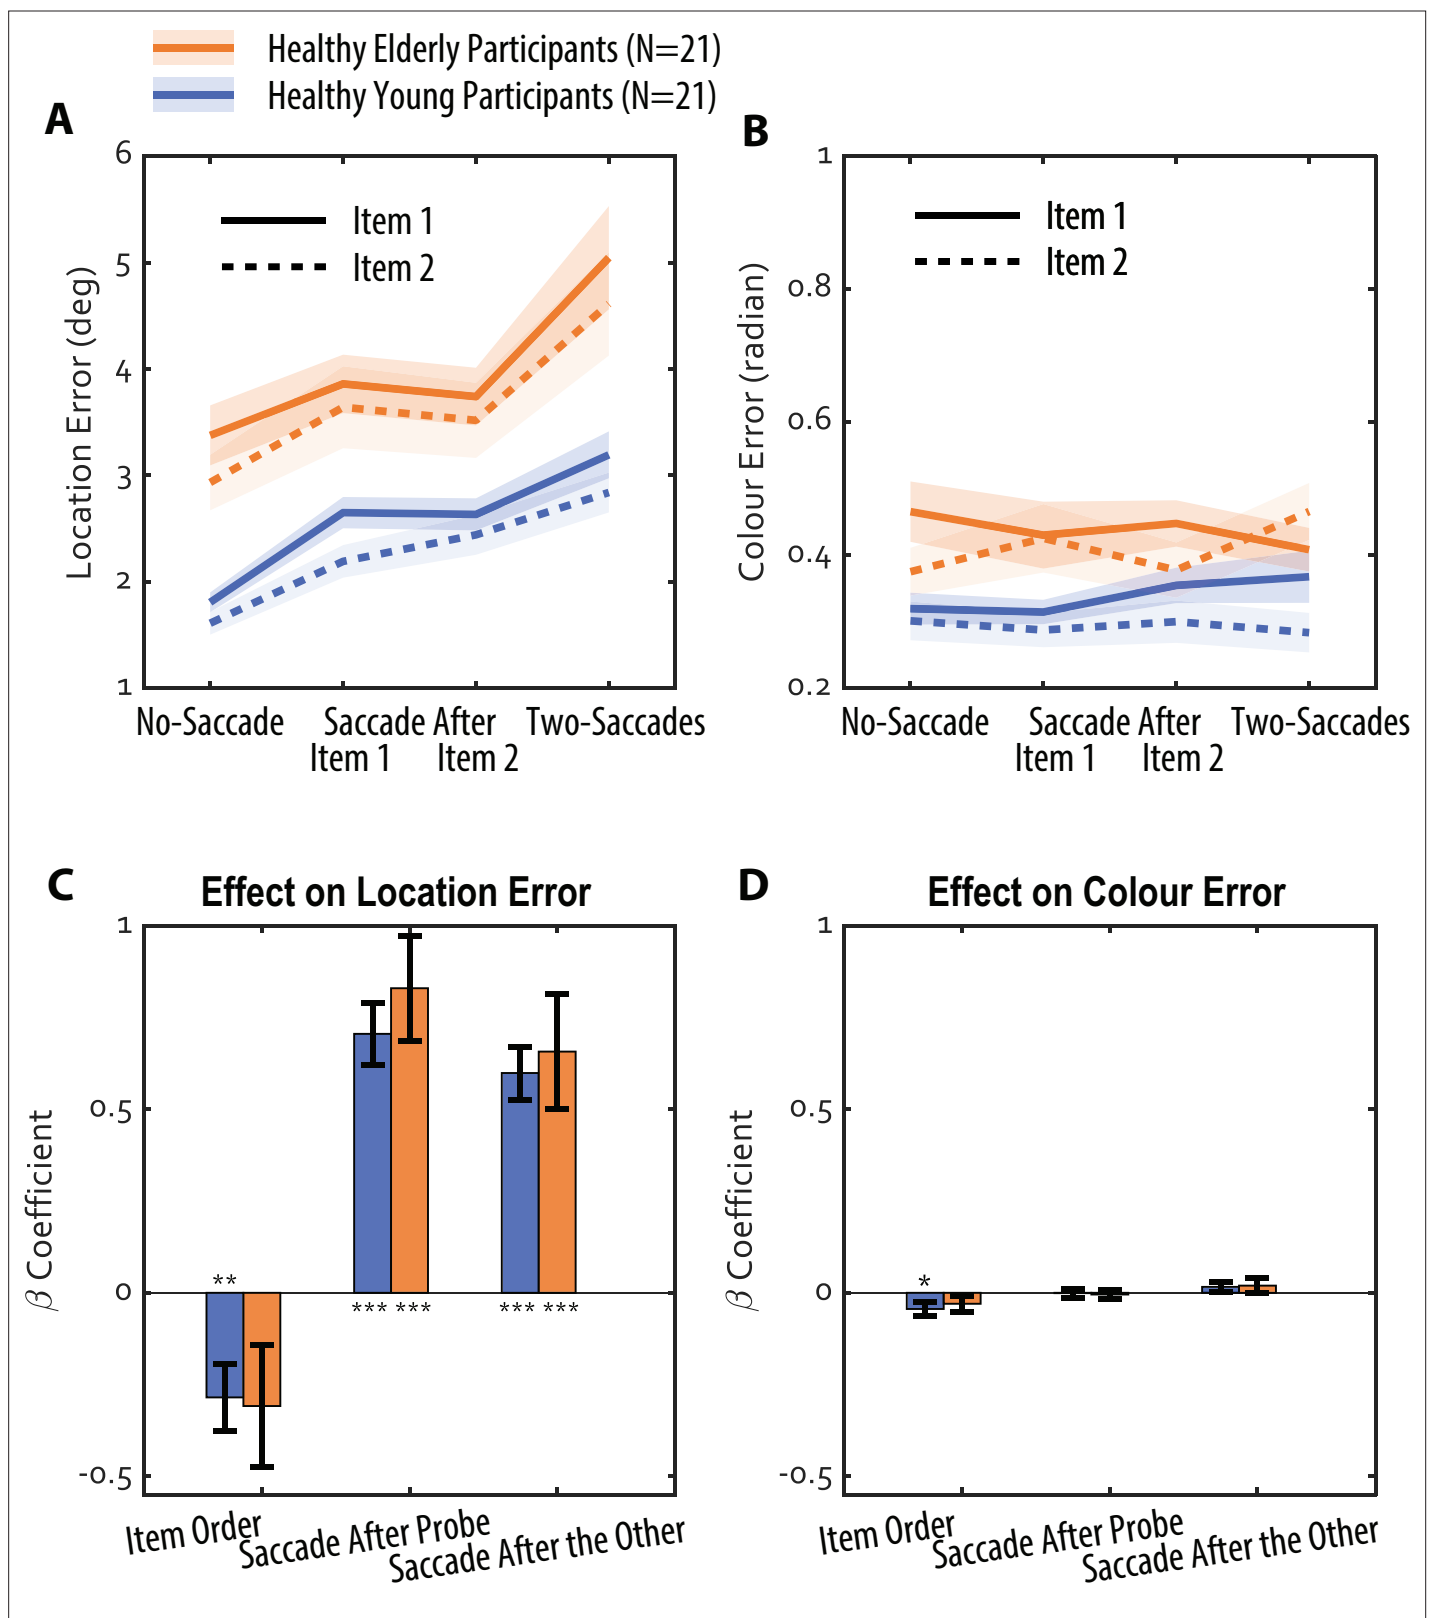 Healthy Elderly Participants (N=21)
Healthy Young Participants (N=21)
A
6
5
4
3
2
1
Location Error (deg)
Item 1
Item 2
No-Saccade
Saccade After
Item 1
Item 2
Two-Saccades
B
1
0.8
0.6
0.4
0.2
Colour Error (radian)
Item 1
Item 2
No-Saccade
Saccade After
Item 1
Item 2
Two-Saccades
C
Effect on Location Error
1
0.5
0
-0.5
β Coefficient
**
*** ***
*** ***
Item Order
Saccade After Probe
Saccade After the Other
D
Effect on Colour Error
1
0.5
0
-0.5
β Coefficient
*
Item Order
Saccade After Probe
Saccade After the Other